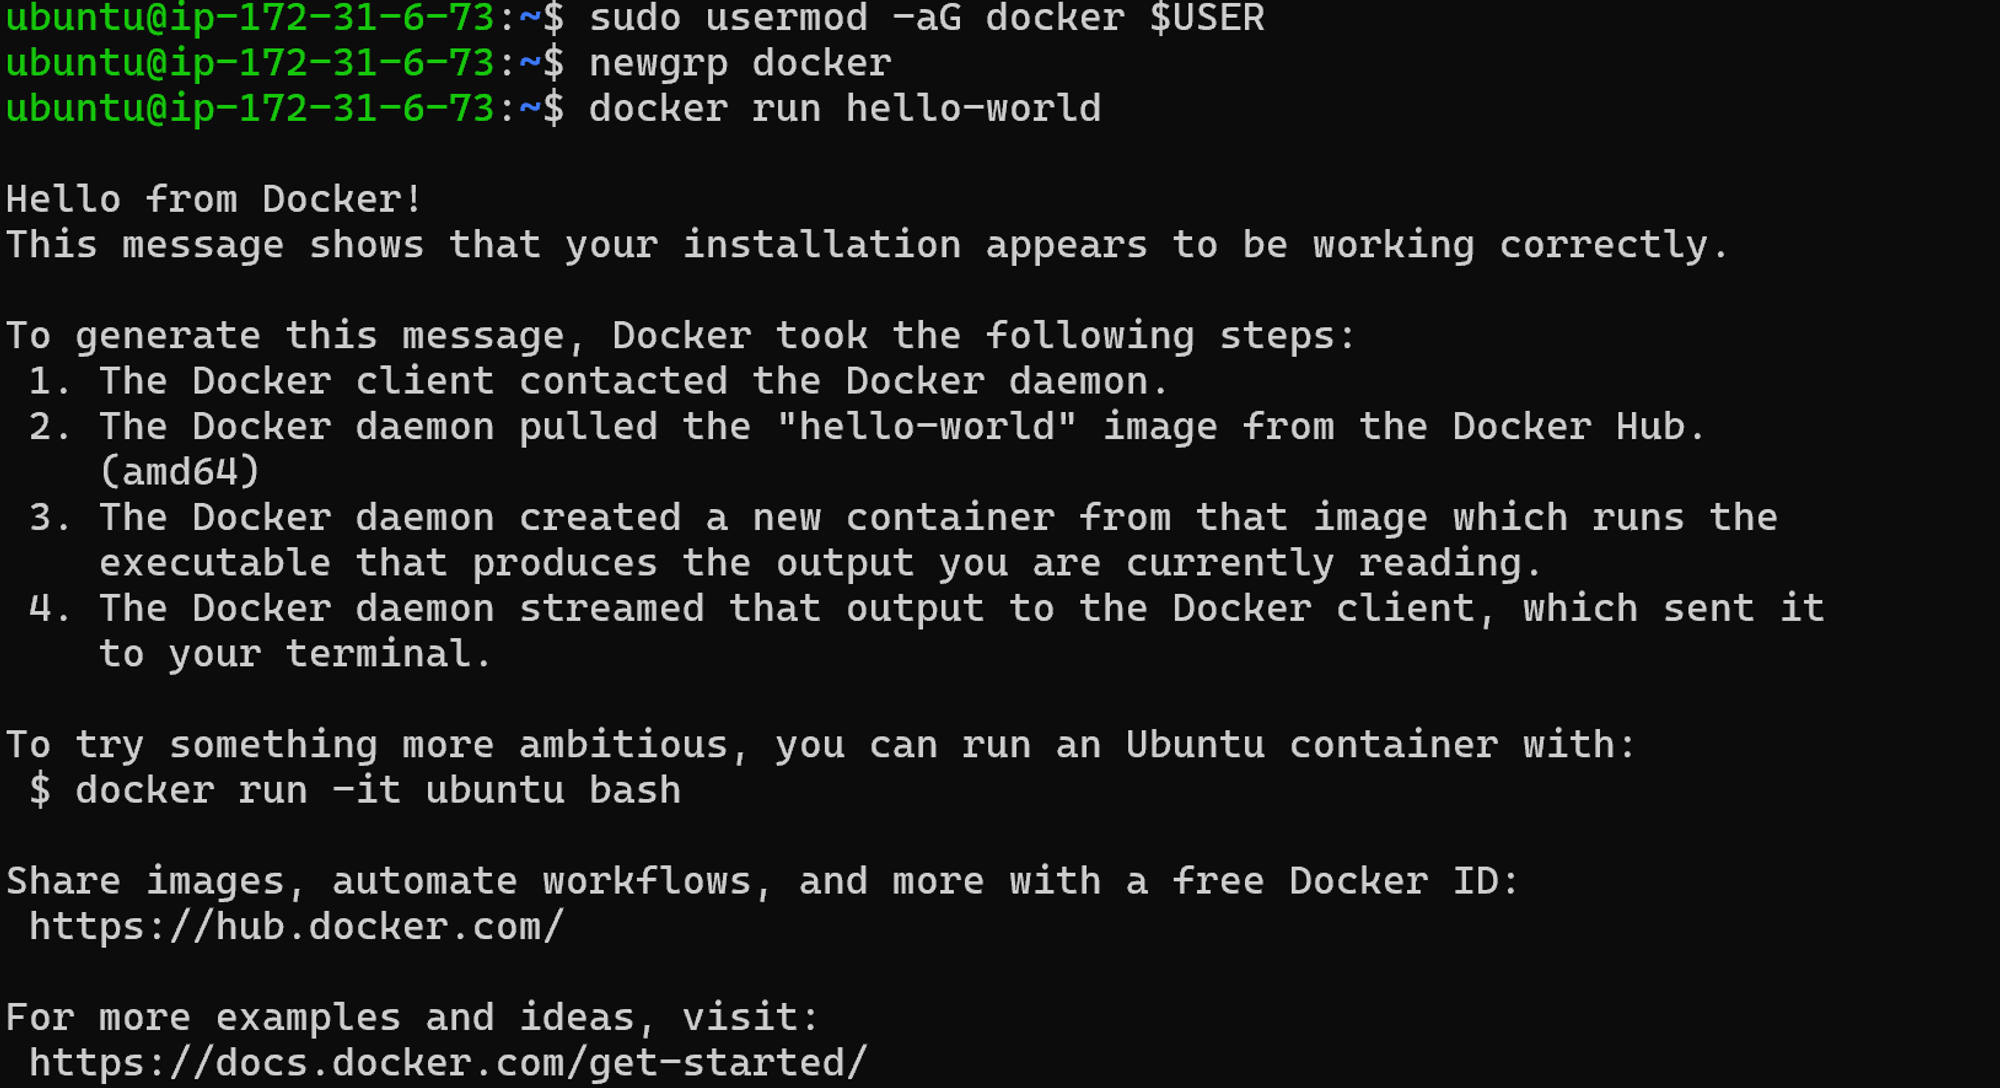 ubuntu@ip-172-31-6-73:~$ sudo usermod -aG docker $USER
ubuntu@ip-172-31-6-73:~$ newgrp docker
ubuntu@ip-172-31-6-73:~$ docker run hello-world

Hello from Docker!
This message shows that your installation appears to be working correctly.

To generate this message, Docker took the following steps:
 1. The Docker client contacted the Docker daemon.
 2. The Docker daemon pulled the "hello-world" image from the Docker Hub.
    (amd64)
 3. The Docker daemon created a new container from that image which runs the
    executable that produces the output you are currently reading.
 4. The Docker daemon streamed that output to the Docker client, which sent it
    to your terminal.

To try something more ambitious, you can run an Ubuntu container with:
 $ docker run -it ubuntu bash

Share images, automate workflows, and more with a free Docker ID:
 https://hub.docker.com/

For more examples and ideas, visit:
 https://docs.docker.com/get-started/